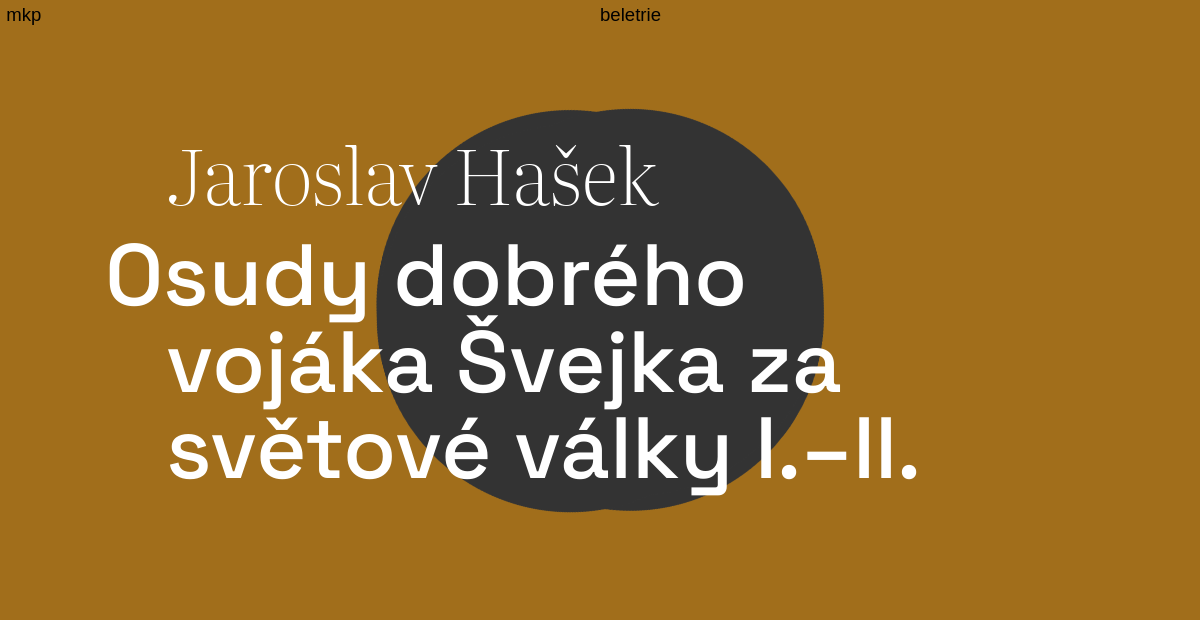 mkp
beletrie
Jaroslav Hašek
Osudy dobrého
vojáka Švejka za
světové války I.–II.